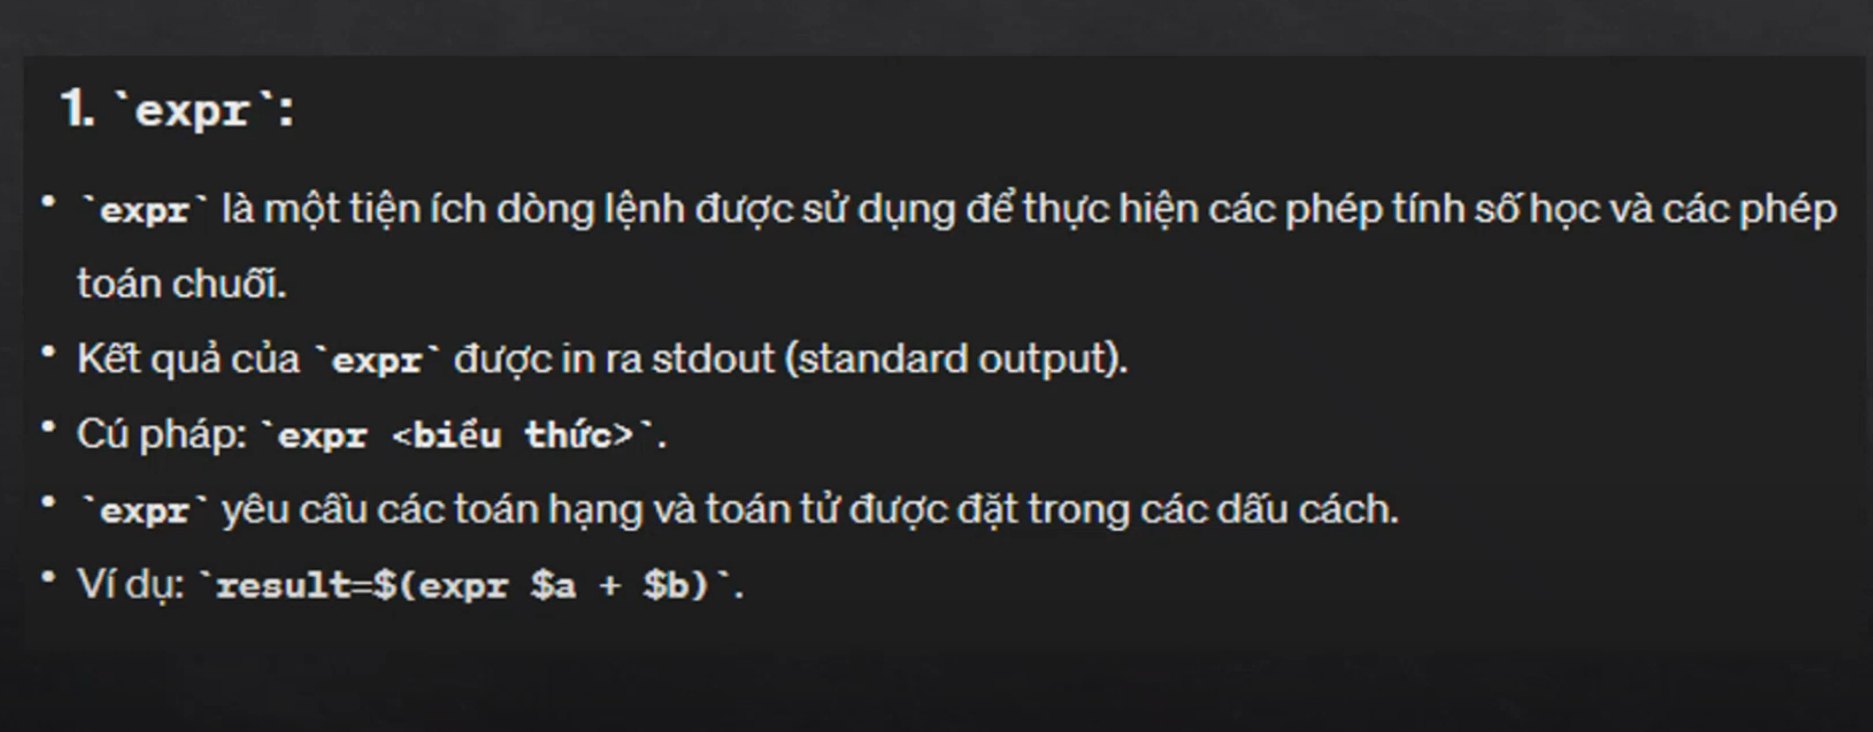 1. `expr`:
• `expr` là một tiện ích dòng lệnh được sử dụng để thực hiện các phép tính số học và các phép
toán chuỗi.
• Kết quả của `expr` được in ra stdout (standard output).
• Cú pháp: `expr <biểu thức>`.
• `expr` yêu cầu các toán hạng và toán tử được đặt trong các dấu cách.
• Ví dụ: `result=$(expr $a + $b)`.